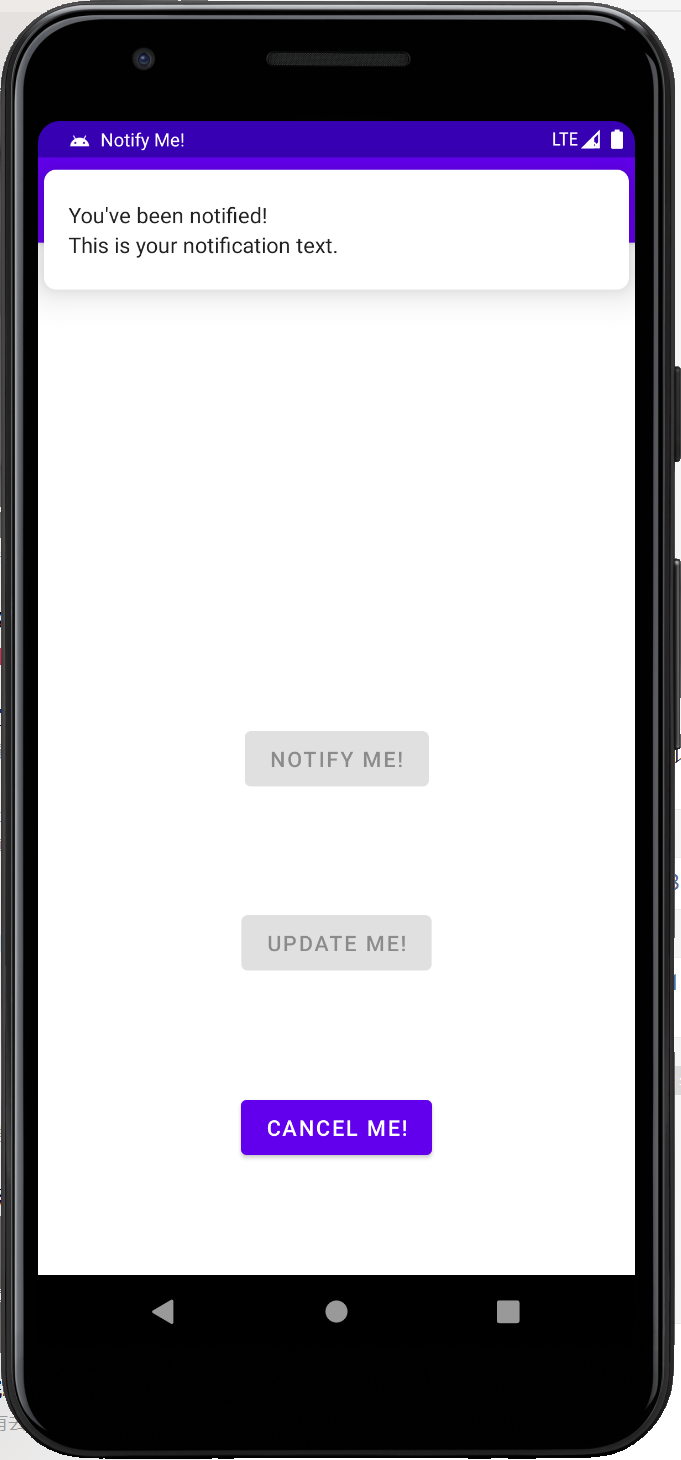 Notify Me!
LTE
You've been notified!
This is your notification text.
NOTIFY ME!
UPDATE ME!
CANCEL ME!